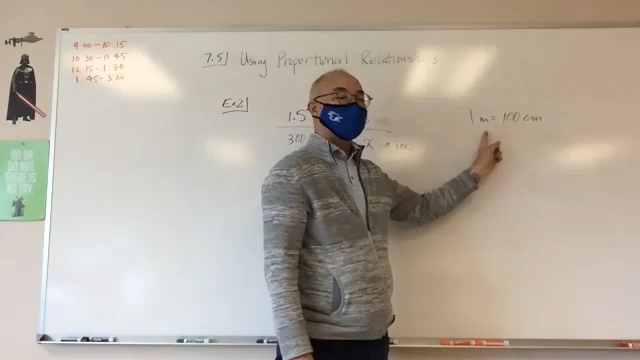 9 00 - 10 15
10 30 - 11 45
12 15 - 1 30
1 45 - 3:00
7.5 Using Proportional Relationships
Ex2
1.5
300
x
1 m = 100 cm
DO OR
DO NOT.
THERE IS
NO TRY.